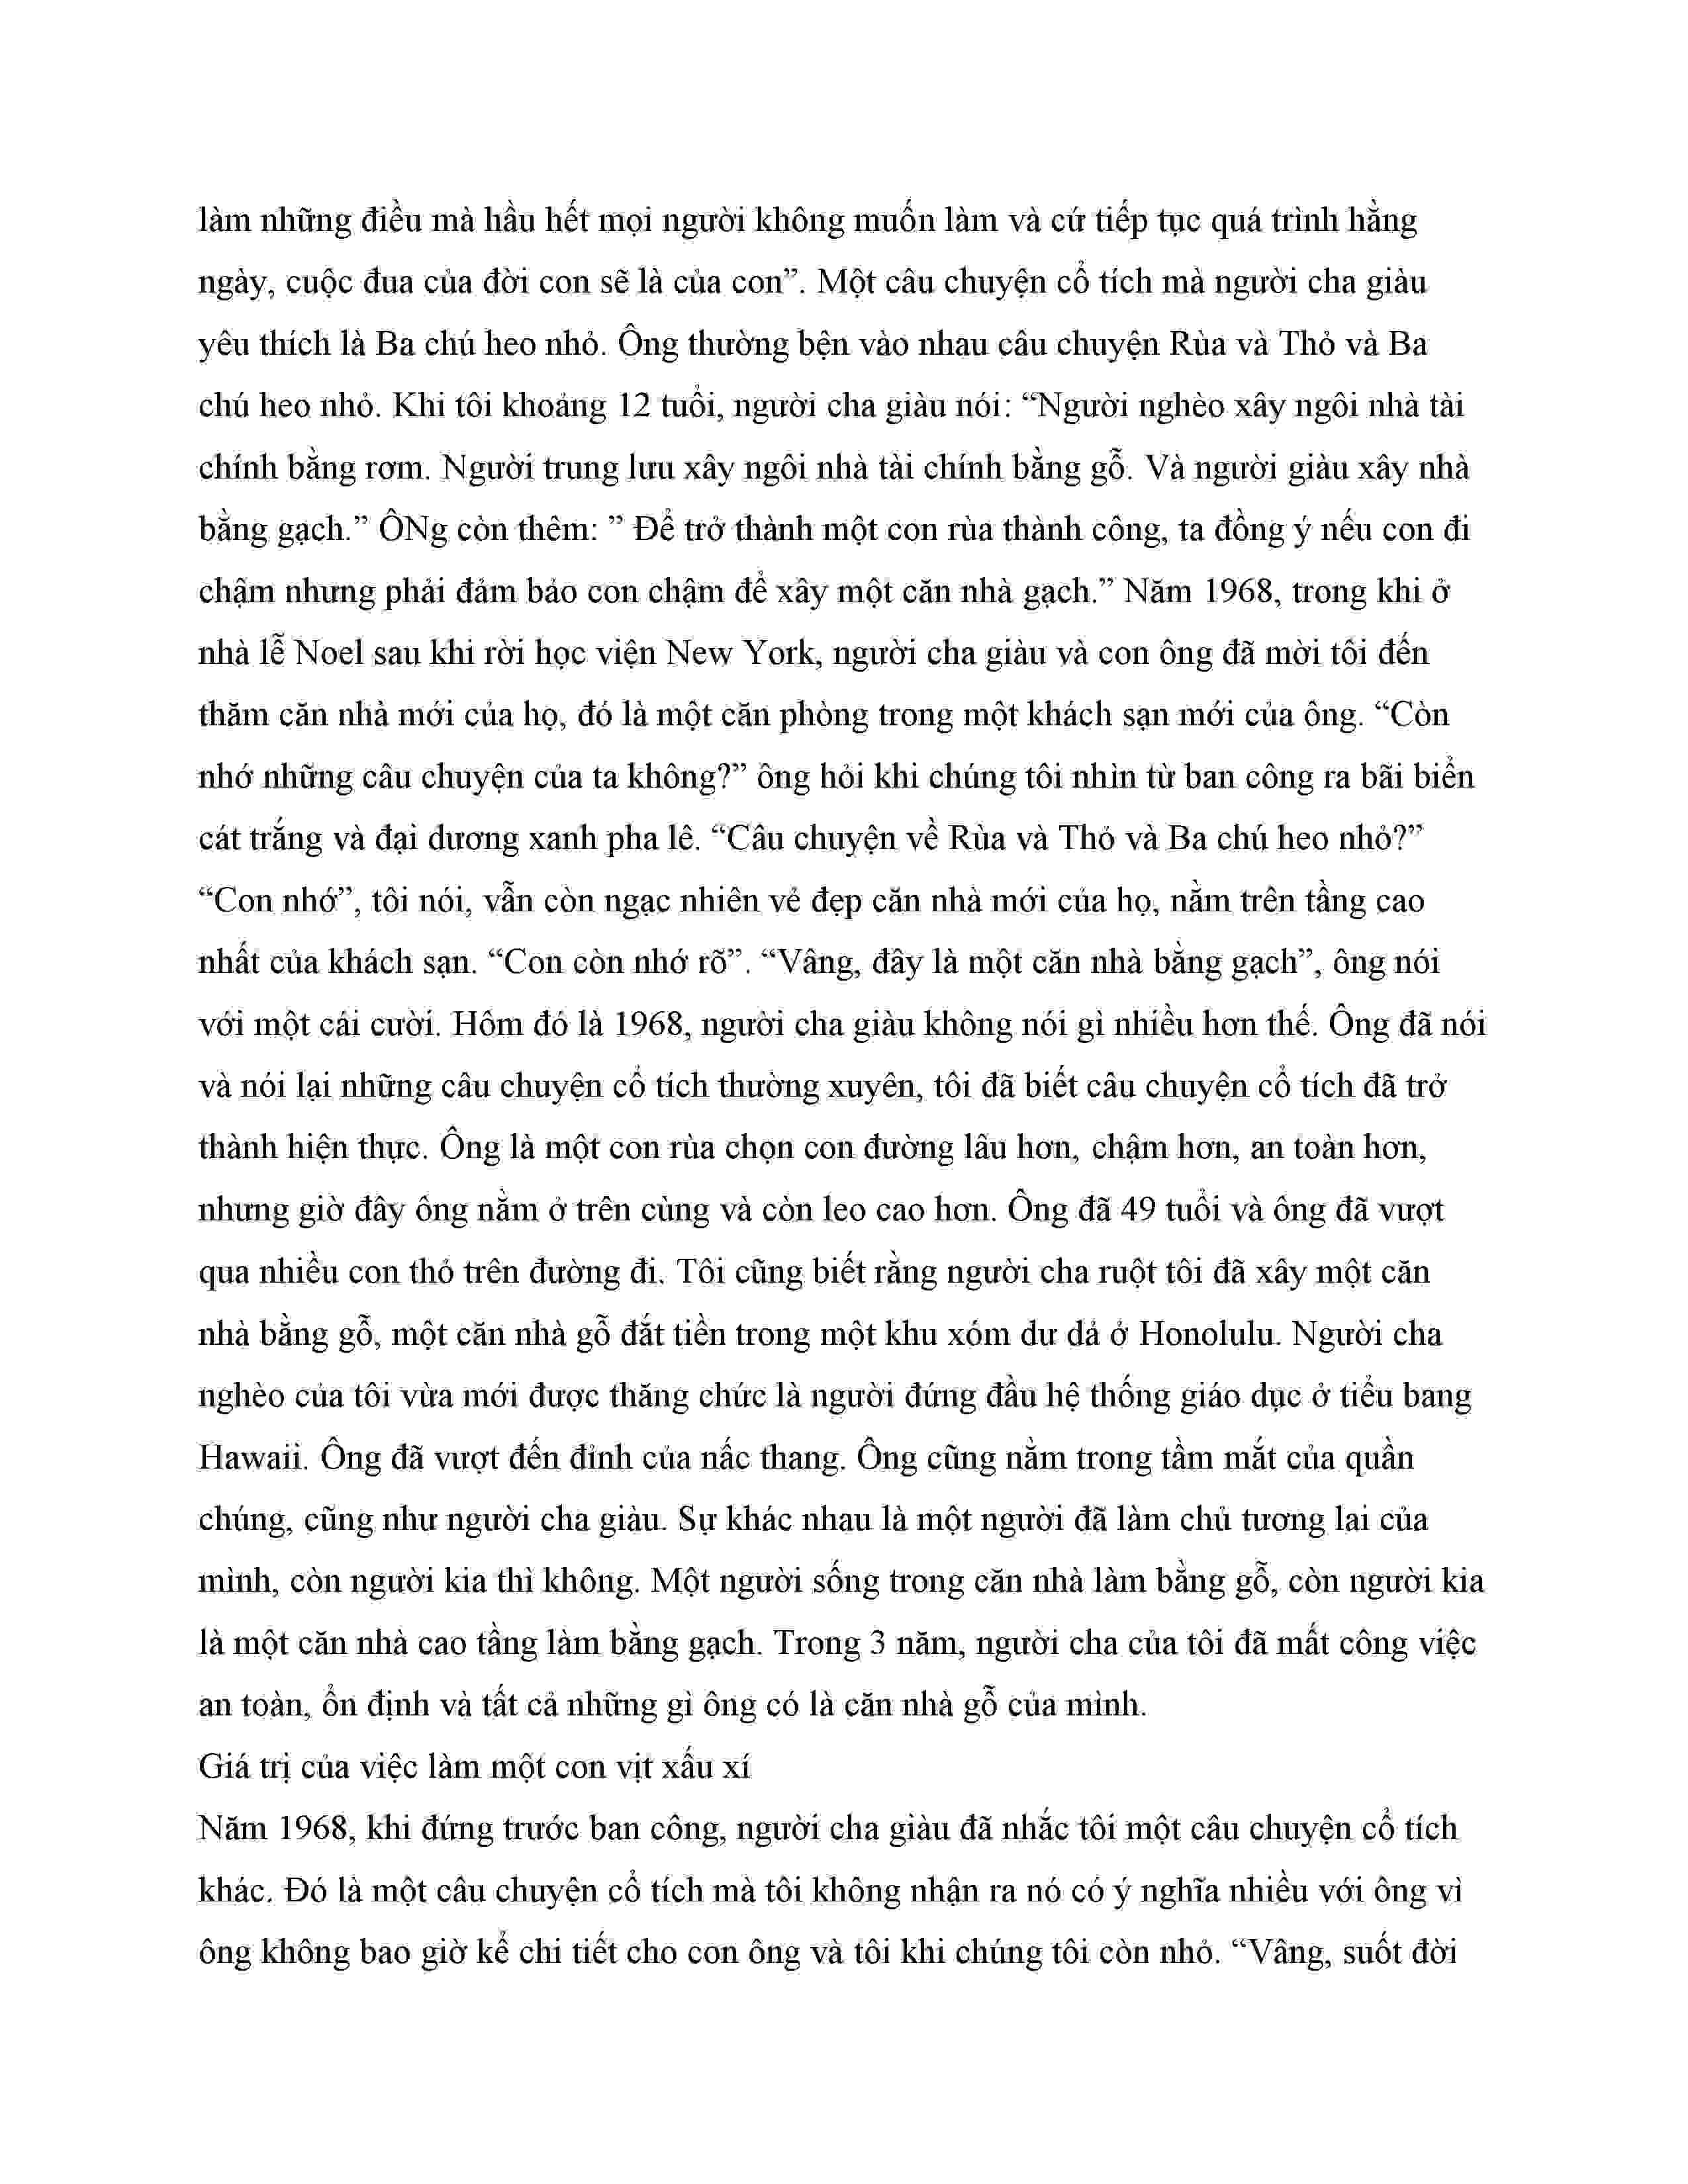 làm những điều mà hầu hết mọi người không muốn làm và cứ tiếp tục quá trình hằng
ngày, cuộc đua của đời con sẽ là của con”. Một câu chuyện cổ tích mà người cha giàu
yêu thích là Ba chú heo nhỏ. Ông thường bện vào nhau câu chuyện Rùa và Thỏ và Ba
chú heo nhỏ. Khi tôi khoảng 12 tuổi, người cha giàu nói: “Người nghèo xây ngôi nhà tài
chính bằng rơm. Người trung lưu xây ngôi nhà tài chính bằng gỗ. Và người giàu xây nhà
bằng gạch.” ÔNg còn thêm: ” Để trở thành một con rùa thành công, ta đồng ý nếu con đi
chậm nhưng phải đảm bảo con chậm để xây một căn nhà gạch.” Năm 1968, trong khi ở
nhà lễ Noel sau khi rời học viện New York, người cha giàu và con ông đã mời tôi đến
thăm căn nhà mới của họ, đó là một căn phòng trong một khách sạn mới của ông. “Còn
nhớ những câu chuyện của ta không?” ông hỏi khi chúng tôi nhìn từ ban công ra bãi biển
cát trắng và đại dương xanh pha lê. “Câu chuyện về Rùa và Thỏ và Ba chú heo nhỏ?”
“Con nhớ”, tôi nói, vẫn còn ngạc nhiên vẻ đẹp căn nhà mới của họ, nằm trên tầng cao
nhất của khách sạn. “Con còn nhớ rõ”. “Vâng, đây là một căn nhà bằng gạch”, ông nói
với một cái cười. Hôm đó là 1968, người cha giàu không nói gì nhiều hơn thế. Ông đã nói
và nói lại những câu chuyện cổ tích thường xuyên, tôi đã biết câu chuyện cổ tích đã trở
thành hiện thực. Ông là một con rùa chọn con đường lâu hơn, chậm hơn, an toàn hơn,
nhưng giờ đây ông nằm ở trên cùng và còn leo cao hơn. Ông đã 49 tuổi và ông đã vượt
qua nhiều con thỏ trên đường đi. Tôi cũng biết rằng người cha ruột tôi đã xây một căn
nhà bằng gỗ, một căn nhà gỗ đắt tiền trong một khu xóm dư dả ở Honolulu. Người cha
nghèo của tôi vừa mới được thăng chức là người đứng đầu hệ thống giáo dục ở tiểu bang
Hawaii. Ông đã vượt đến đỉnh của nấc thang. Ông cũng nằm trong tầm mắt của quần
chúng, cũng như người cha giàu. Sự khác nhau là một người đã làm chủ tương lai của
mình, còn người kia thì không. Một người sống trong căn nhà làm bằng gỗ, còn người kia
là một căn nhà cao tầng làm bằng gạch. Trong 3 năm, người cha của tôi đã mất công việc
an toàn, ổn định và tất cả những gì ông có là căn nhà gỗ của mình.
Giá trị của việc làm một con vịt xấu xí
Năm 1968, khi đứng trước ban công, người cha giàu đã nhắc tôi một câu chuyện cổ tích
khác. Đó là một câu chuyện cổ tích mà tôi không nhận ra nó có ý nghĩa nhiều với ông vì
ông không bao giờ kể chi tiết cho con ông và tôi khi chúng tôi còn nhỏ. “Vâng, suốt đời